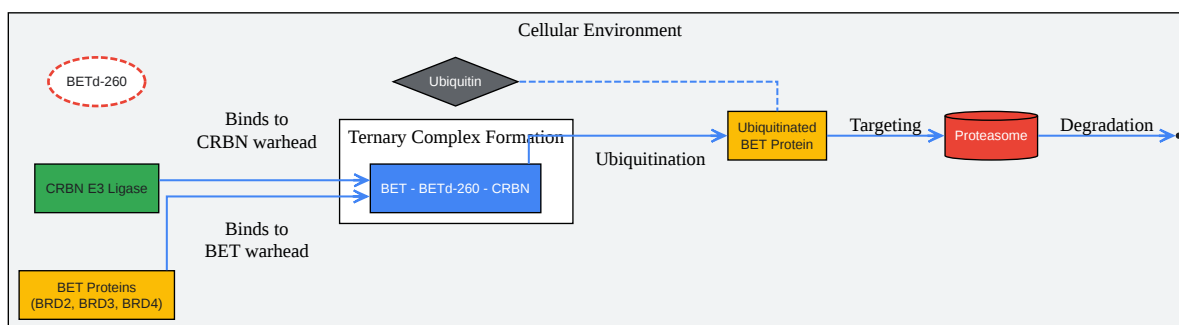 Cellular Environment
BETd-260
Ubiquitin
Binds to
CRBN warhead
Ternary Complex Formation
Ubiquitinated
BET Protein
Targeting
Proteasome
Degradation
Ubiquitination
CRBN E3 Ligase
BET - BETd-260 - CRBN
Binds to
BET warhead
BET Proteins
(BRD2, BRD3, BRD4)